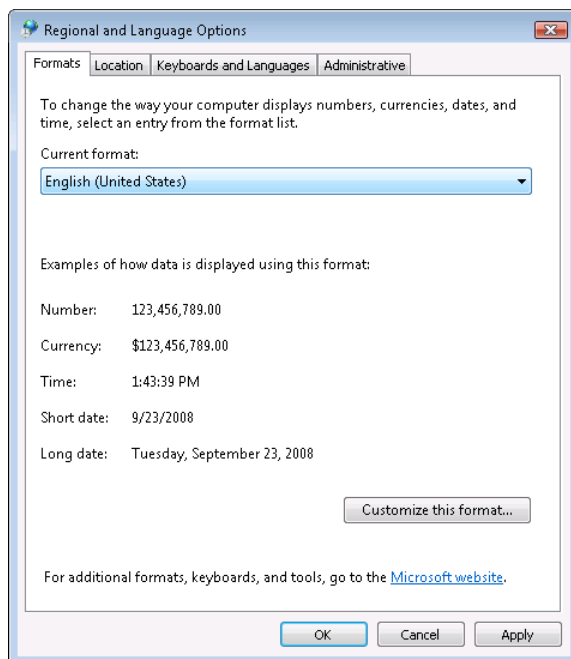 Regional and Language Options
Formats Location Keyboards and Languages Administrative
To change the way your computer displays numbers, currencies, dates, and
time, select an entry from the format list.
Current format:
English (United States)
Examples of how data is displayed using this format:
Number: 123,456,789.00
Currency: $123,456,789.00
Time: 1:43:39 PM
Short date: 9/23/2008
Long date: Tuesday, September 23, 2008
Customize this format...
For additional formats, keyboards, and tools, go to the Microsoft website.
OK Cancel Apply